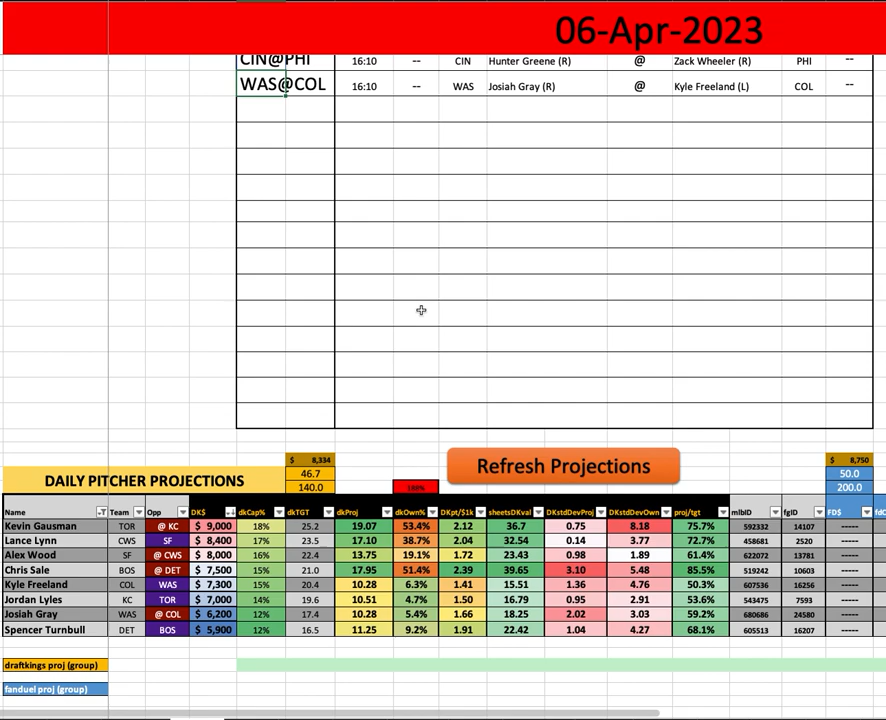 06-Apr-2023
CIN@PHI 16:10 -- CIN Hunter Greene (R) @ Zack Wheeler (R) PHI --
WAS@COL 16:10 -- WAS Josiah Gray (R) @ Kyle Freeland (L) COL --
$ 8,334 $ 8,750
DAILY PITCHER PROJECTIONS 46.7 Refresh Projections 50.0
140.0 200.0
Name Team Opp DK$ dkCap% dkTGT dkProj dkOwn% DKpt/$1k sheetsDKval DKstdDevProj DKstdDevOwn proj/tgt mlbID fgID FD$
Kevin Gausman TOR @ KC $ 9,000 18% 25.2 19.07 53.4% 2.12 36.7 0.75 8.18 75.7% 592332 14107 -----
Lance Lynn CWS SF $ 8,400 17% 23.5 17.10 38.7% 2.04 32.54 0.14 3.77 72.7% 458681 2520 -----
Alex Wood SF @ CWS $ 8,000 16% 22.4 13.75 19.1% 1.72 23.43 0.98 1.89 61.4% 622072 13781 -----
Chris Sale BOS @ DET $ 7,500 15% 21.0 17.95 51.4% 2.39 39.65 3.10 5.48 85.5% 519242 10603 -----
Kyle Freeland COL WAS $ 7,300 15% 20.4 10.28 6.3% 1.41 15.51 1.36 4.76 50.3% 607536 16256 -----
Jordan Lyles KC TOR $ 7,000 14% 19.6 10.51 4.7% 1.50 16.79 0.95 2.91 53.6% 543475 7593 -----
Josiah Gray WAS @ COL $ 6,200 12% 17.4 10.28 5.4% 1.66 18.25 2.02 3.03 59.2% 680686 24580 -----
Spencer Turnbull DET BOS $ 5,900 12% 16.5 11.25 9.2% 1.91 22.42 1.04 4.27 68.1% 605513 16207 -----
draftkings proj (group)
fanduel proj (group)